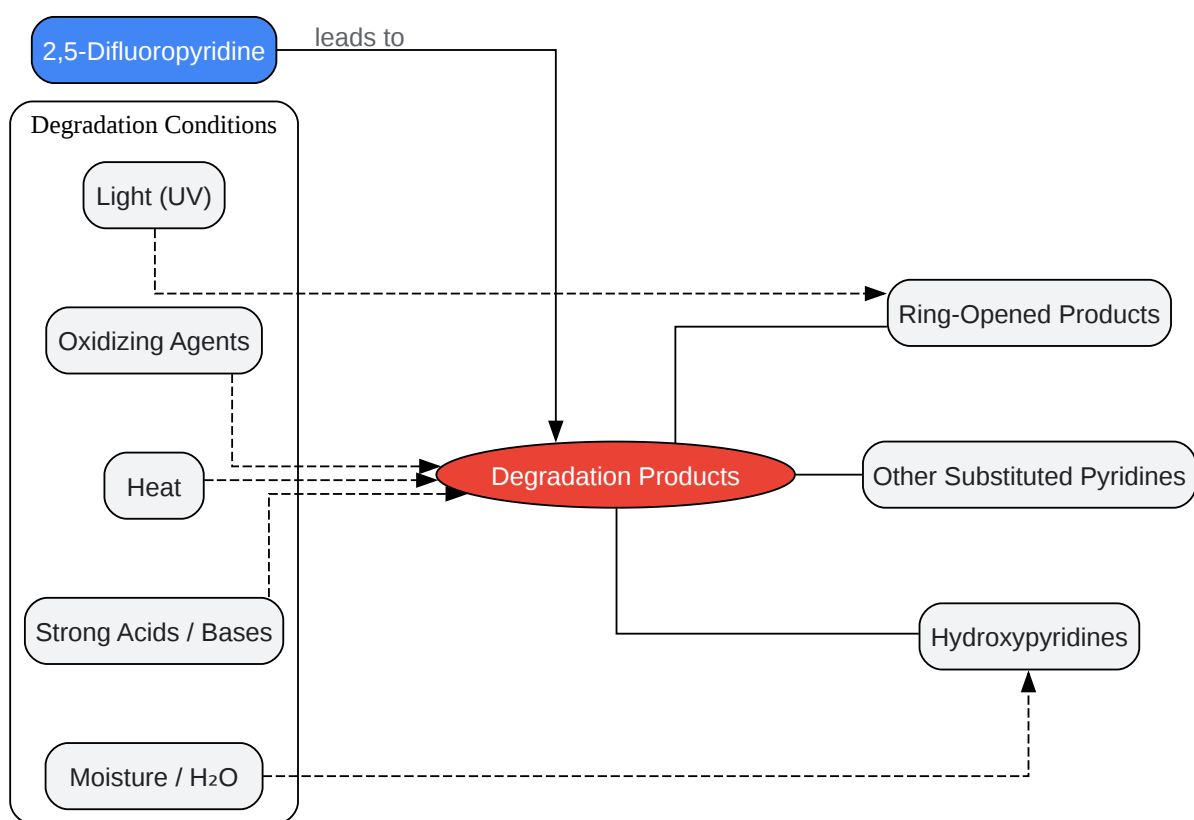 2,5-Difluoropyridine
leads to
Degradation Conditions
Light (UV)
Oxidizing Agents
Heat
Strong Acids / Bases
Moisture / H₂O
Degradation Products
Ring-Opened Products
Other Substituted Pyridines
Hydroxypyridines